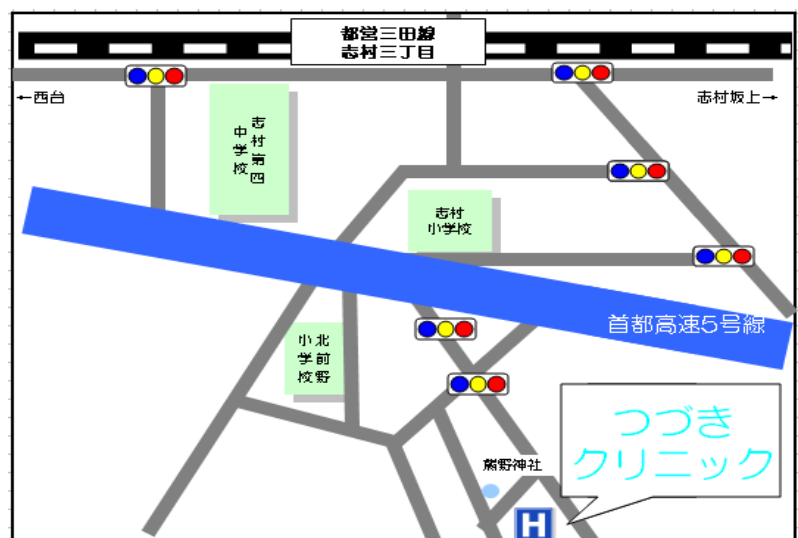 都営三田線
志村三丁目
←西台
志村坂上→
志村第四
中学校
志村
小学校
首都高速5号線
北前野
小学校
つづき
クリニック
熊野神社
H